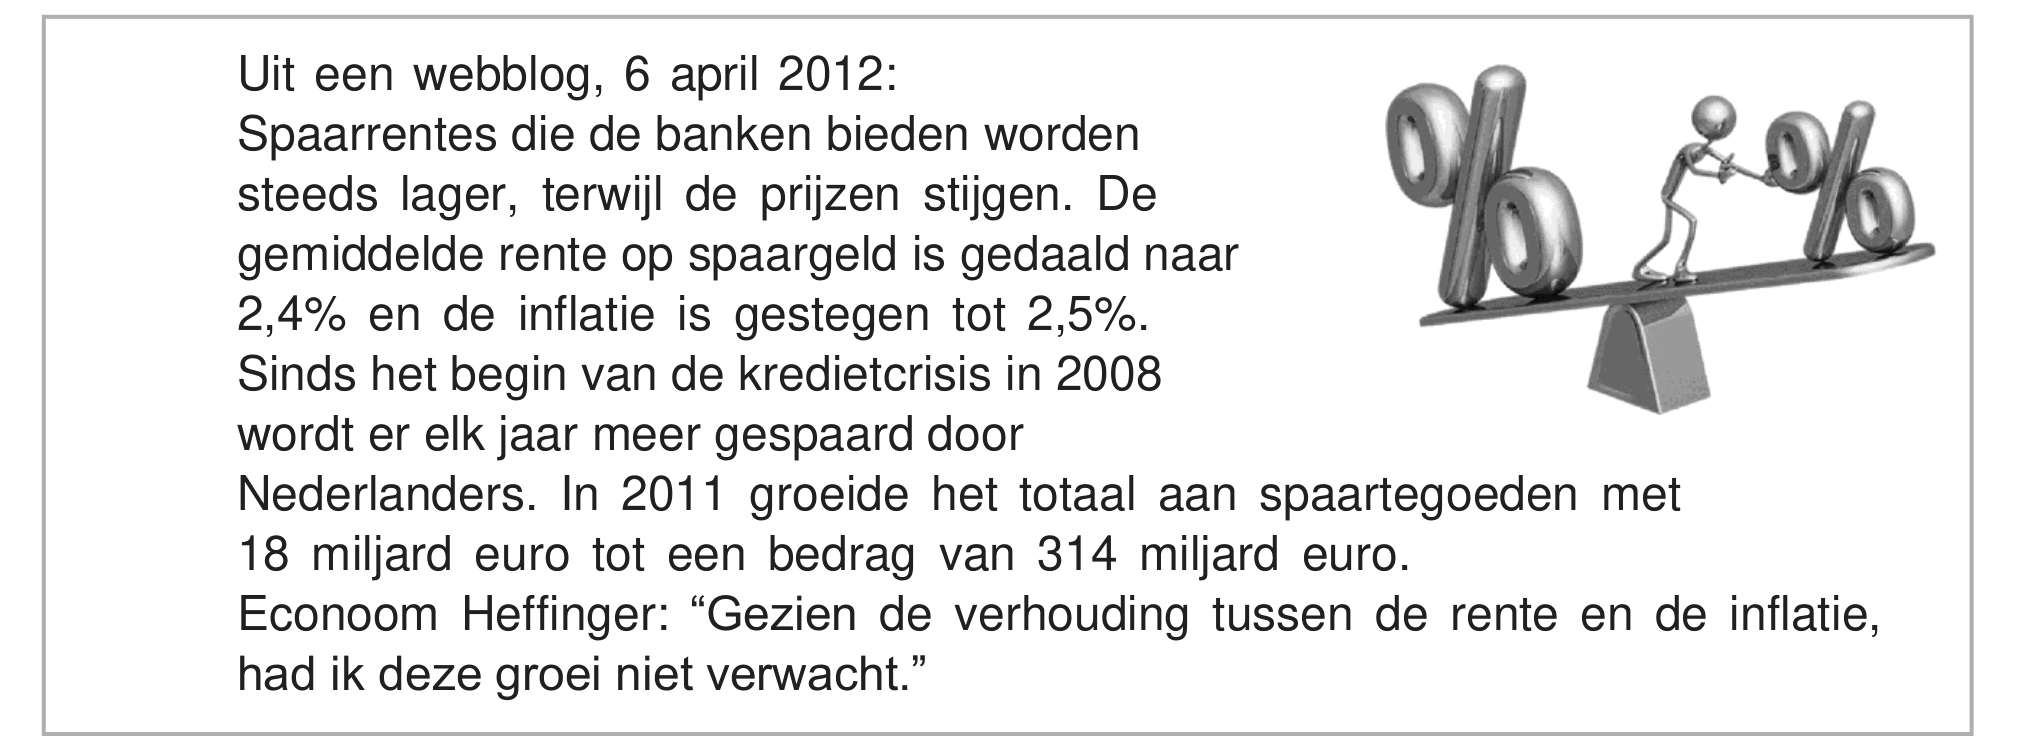 Uit een webblog, 6 april 2012:
Spaarrentes die de banken bieden worden
steeds lager, terwijl de prijzen stijgen. De
gemiddelde rente op spaargeld is gedaald naar
2,4% en de inflatie is gestegen tot 2,5%.
Sinds het begin van de kredietcrisis in 2008
wordt er elk jaar meer gespaard door
Nederlanders. In 2011 groeide het totaal aan spaartegoeden met
18 miljard euro tot een bedrag van 314 miljard euro.
Econoom Heffinger: “Gezien de verhouding tussen de rente en de inflatie,
had ik deze groei niet verwacht.”
% %